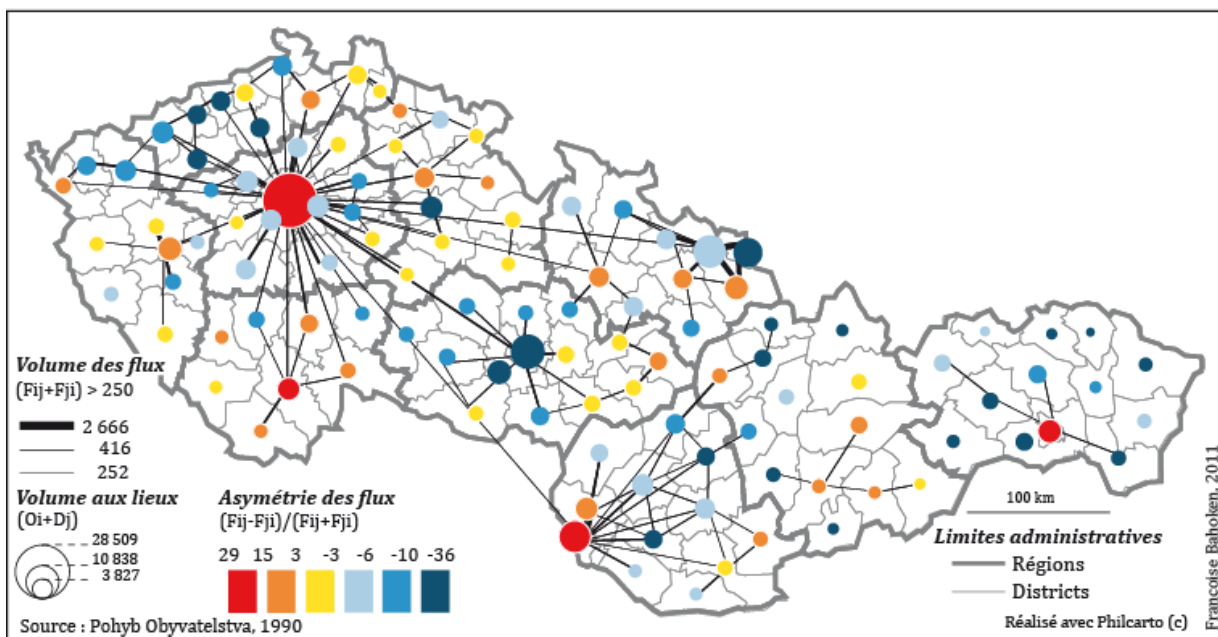 Volume des flux
(Fij+Fji) > 250
2 666
416
252
Volume aux lieux
(Oi+Dj)
28 509
10 838
3 827
Asymétrie des flux
(Fij-Fji)/(Fij+Fji)
29 15 3 -3 -6 -10 -36
Source : Pohyb Obyvatelstva, 1990
100 km
Limites administratives
Régions
Districts
Réalisé avec Philcarto (c)
Francoise Bahoken, 2011